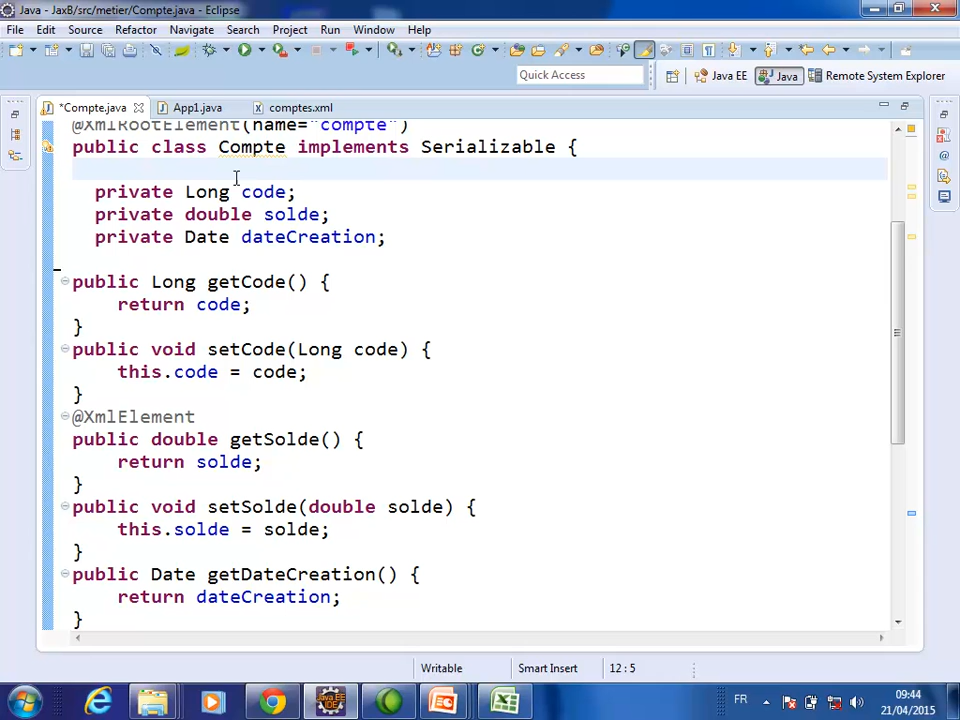 Java - JaxB/src/metier/Compte.java - Eclipse
File Edit Source Refactor Navigate Search Project Run Window Help
Quick Access
Java EE Java Remote System Explorer
*Compte.java App1.java comptes.xml
@XmlRootElement(name="compte")
public class Compte implements Serializable {
private Long code;
private double solde;
private Date dateCreation;
public Long getCode() {
return code;
}
public void setCode(Long code) {
this.code = code;
}
@XmlElement
public double getSolde() {
return solde;
}
public void setSolde(double solde) {
this.solde = solde;
}
public Date getDateCreation() {
return dateCreation;
}
Writable Smart Insert 12 : 5
FR 09:44
21/04/2015